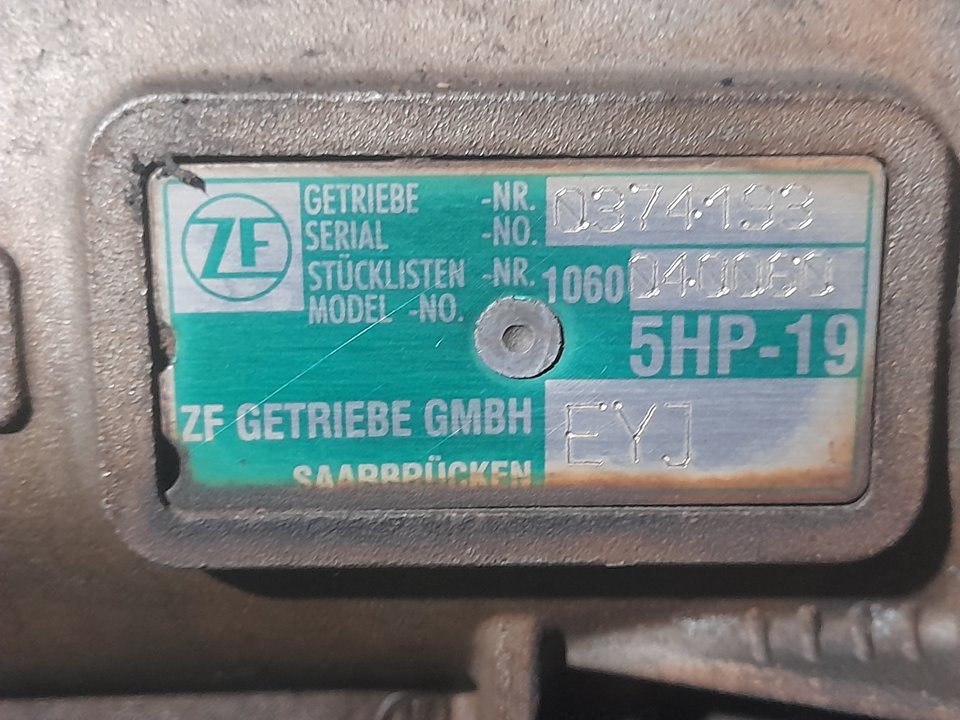 ZF
GETRIEBE -NR. 0374193
SERIAL -NO.
STÜCKLISTEN -NR. 1060 040060
MODEL -NO.
5HP-19
ZF GETRIEBE GMBH EYJ
SAARBRÜCKEN